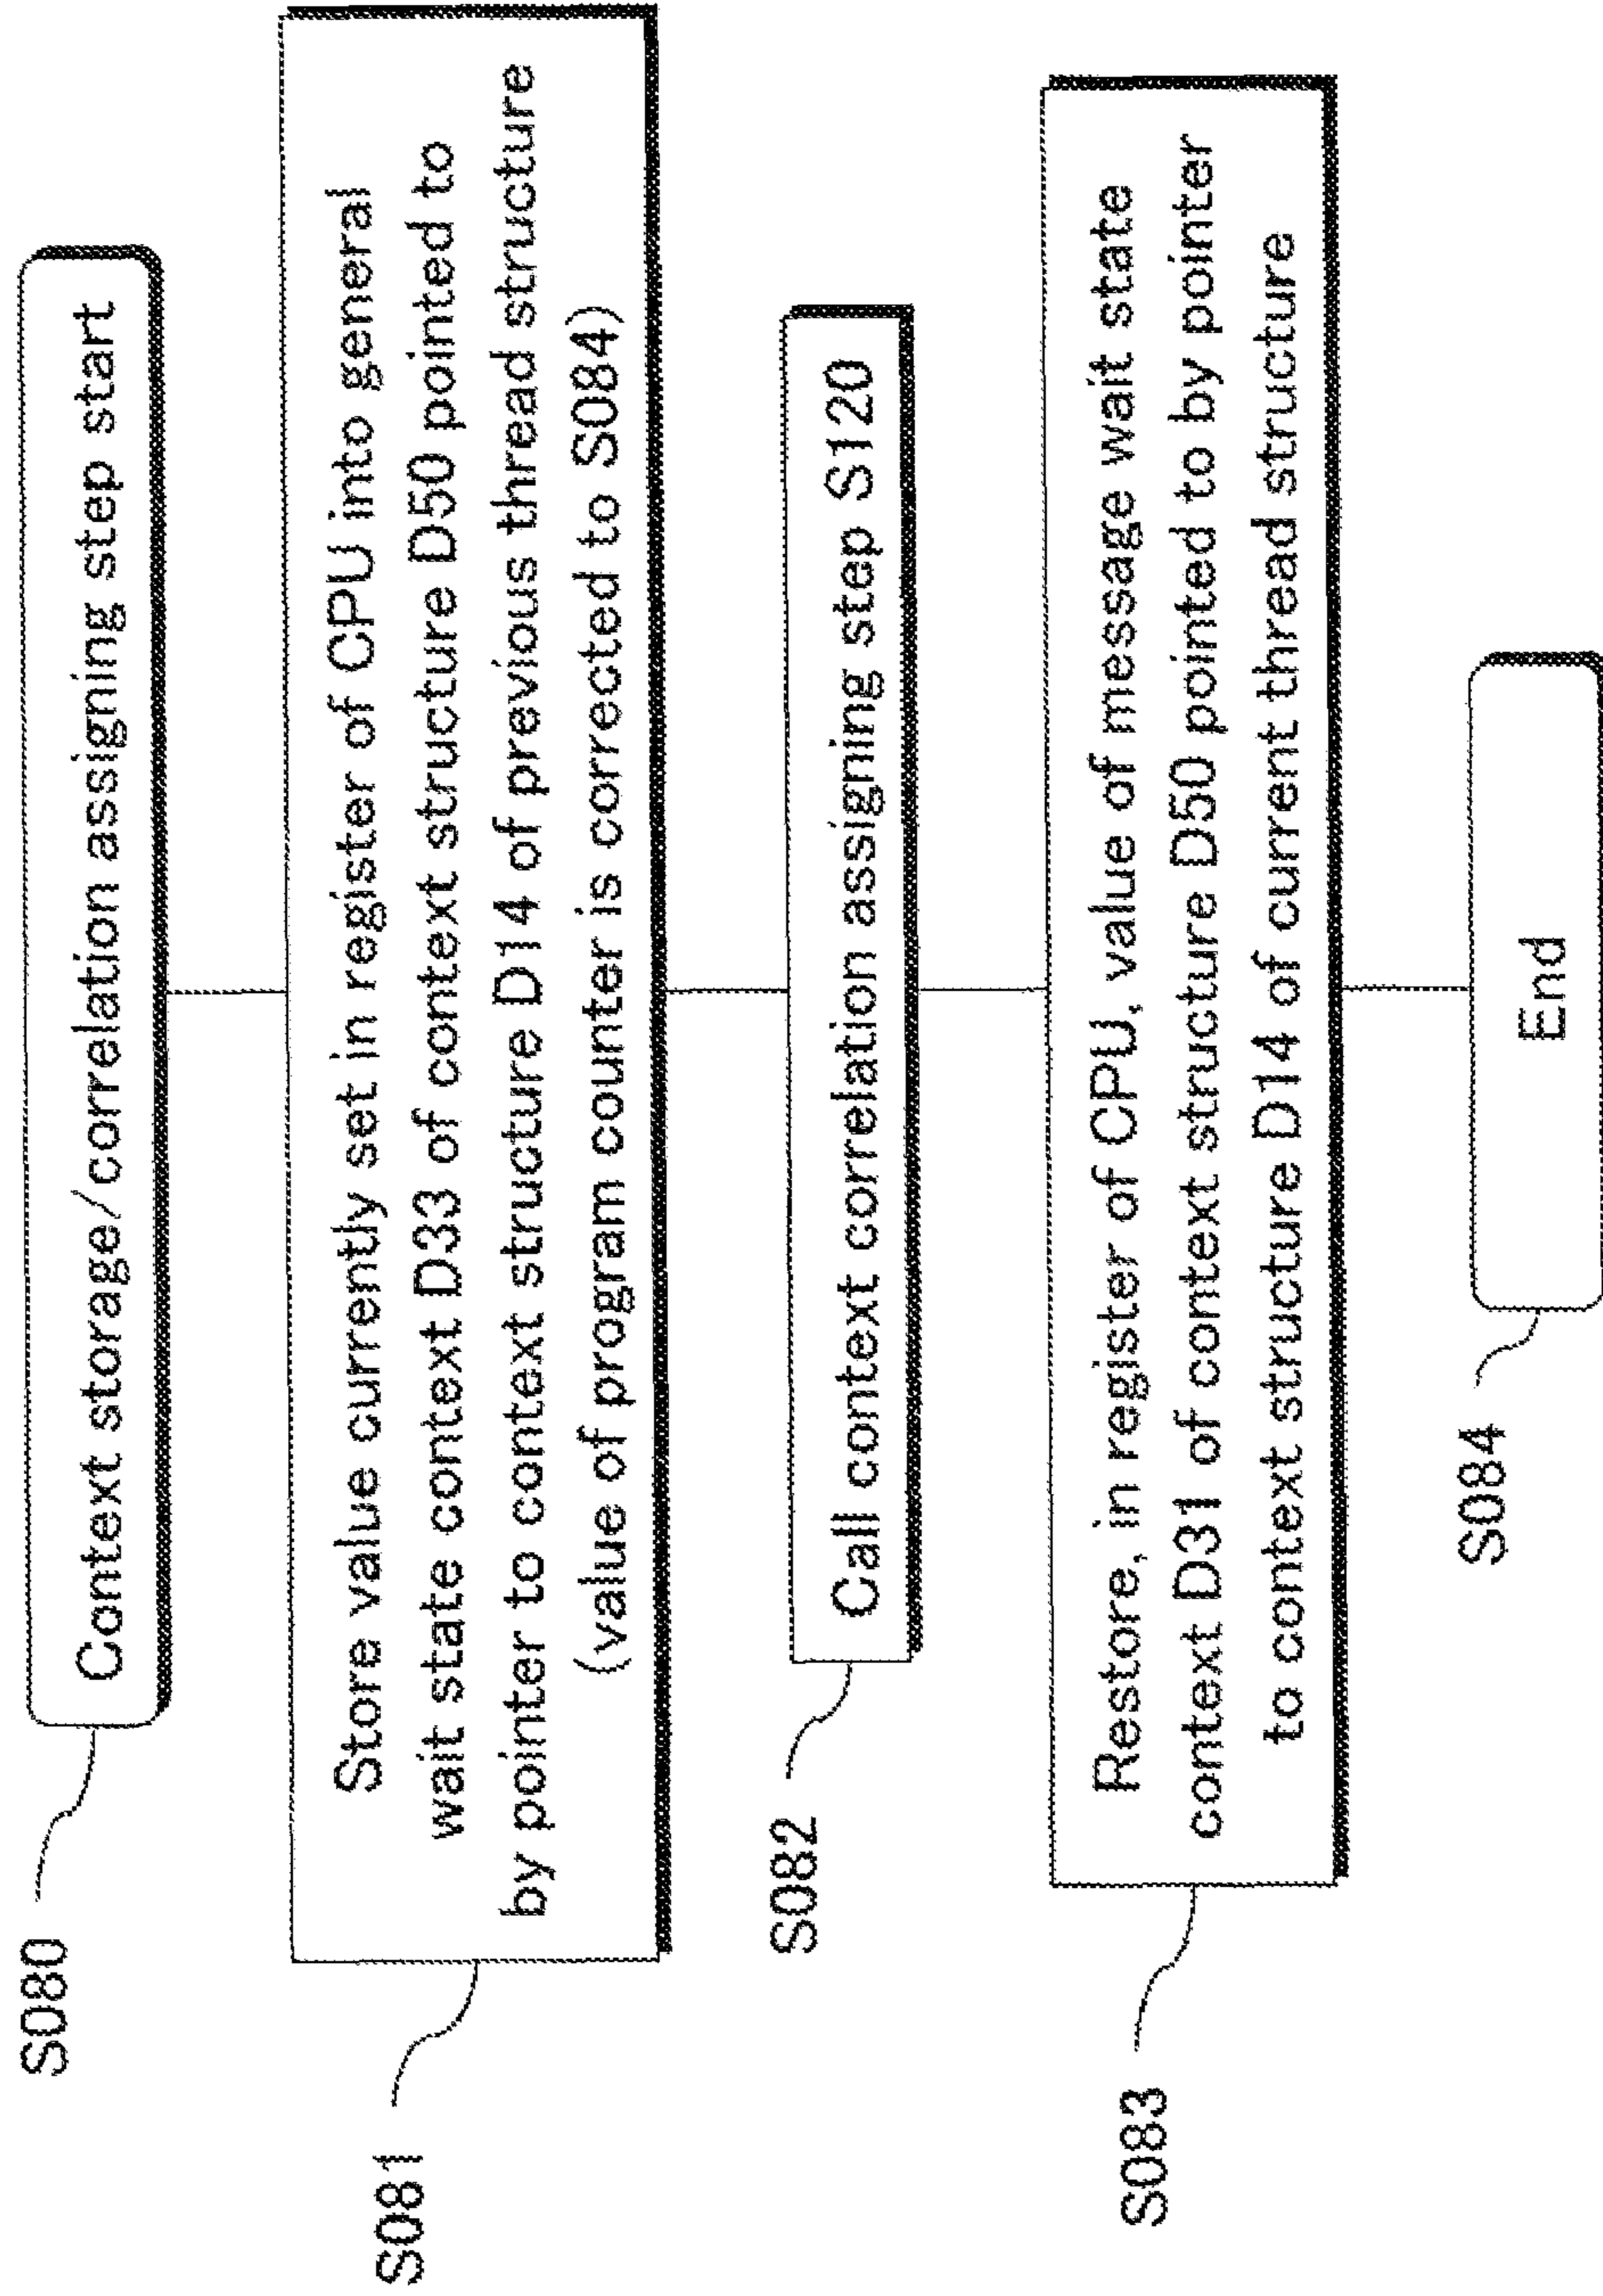 S080
Context storage/correlation assigning step start
S081
Store value currently set in register of CPU into general
wait state context D33 of context structure D50 pointed to
by pointer to context structure D14 of previous thread structure
(value of program counter is corrected to S084)
S082
Call context correlation assigning step S120
S083
Restore, in register of CPU, value of message wait state
context D31 of context structure D50 pointed to by pointer
to context structure D14 of current thread structure
S084
End